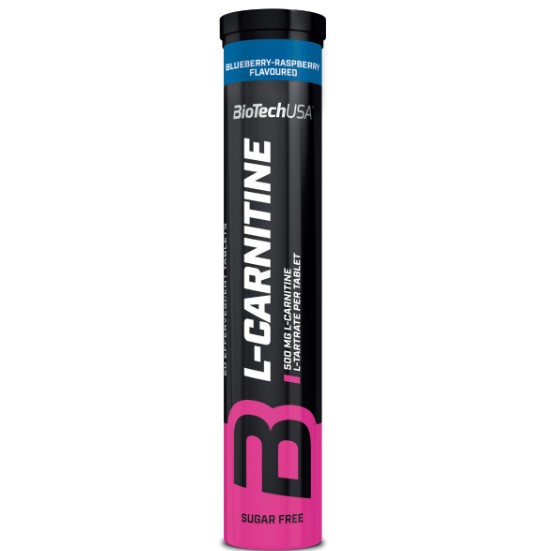 BLUEBERRY-RASPBERRY
FLAVOURED
BioTechUSA
L-CARNITINE
500 MG L-CARNITINE
L-TARTRATE PER TABLET
20 EFFERVESCENT TABLETS
B
SUGAR FREE